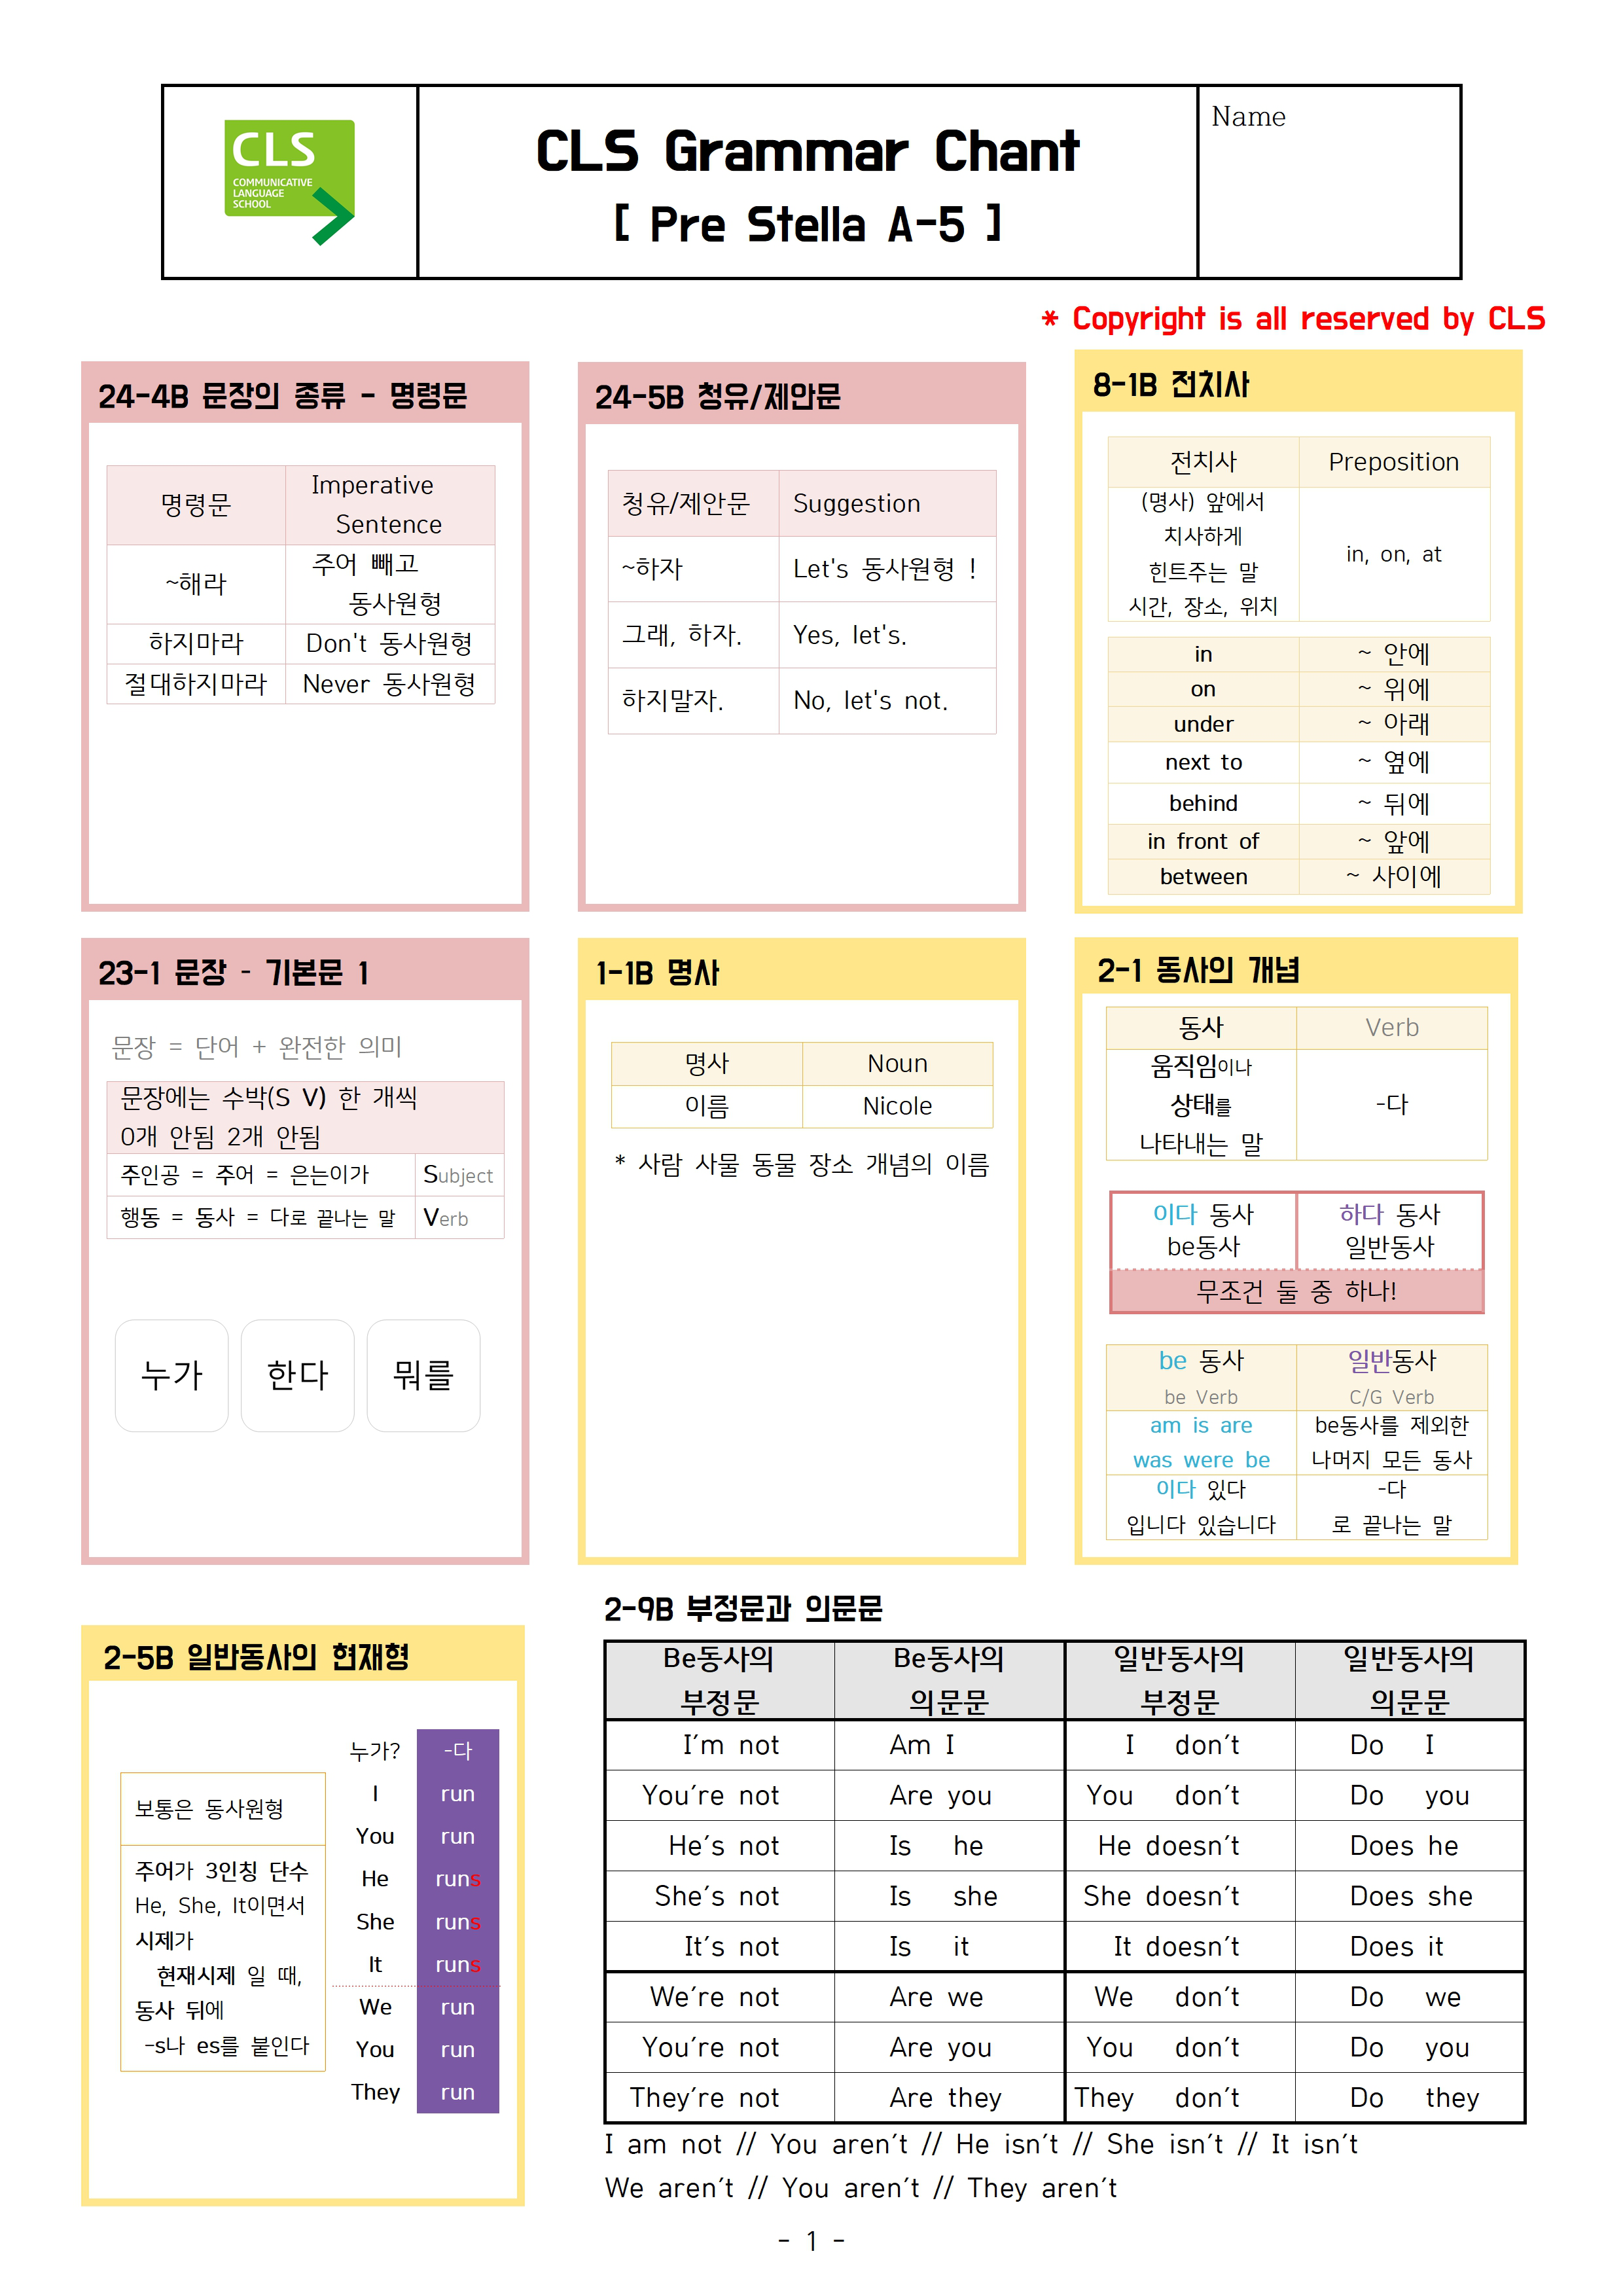 CLS
COMMUNICATIVE
LANGUAGE
SCHOOL
CLS Grammar Chant
[ Pre Stella A-5 ]
Name
* Copyright is all reserved by CLS
24-4B 문장의 종류 - 명령문
명령문
Imperative
Sentence
~해라
주어 빼고
동사원형
하지마라 Don't 동사원형
절대하지마라 Never 동사원형
24-5B 청유/제안문
청유/제안문 Suggestion
~하자 Let's 동사원형 !
그래, 하자. Yes, let's.
하지말자. No, let's not.
8-1B 전치사
전치사 Preposition
(명사) 앞에서
치사하게
힌트주는 말
시간, 장소, 위치
in, on, at
in ~ 안에
on ~ 위에
under ~ 아래
next to ~ 옆에
behind ~ 뒤에
in front of ~ 앞에
between ~ 사이에
23-1 문장 - 기본문 1
문장 = 단어 + 완전한 의미
문장에는 수박(S V) 한 개씩
0개 안됨 2개 안됨
주인공 = 주어 = 은는이가 Subject
행동 = 동사 = 다로 끝나는 말 Verb
누가 한다 뭐를
1-1B 명사
명사 Noun
이름 Nicole
* 사람 사물 동물 장소 개념의 이름
2-1 동사의 개념
동사 Verb
움직임이나
상태를
나타내는 말
-다
이다 동사 하다 동사
be동사 일반동사
무조건 둘 중 하나!
be 동사 일반동사
be Verb C/G Verb
am is are be동사를 제외한
was were be 나머지 모든 동사
이다 있다 -다
입니다 있습니다 로 끝나는 말
2-5B 일반동사의 현재형
보통은 동사원형
주어가 3인칭 단수
He, She, It이면서
시제가
현재시제 일 때,
동사 뒤에
-s나 es를 붙인다
누가? -다
I run
You run
He runs
She runs
It runs
We run
You run
They run
2-9B 부정문과 의문문
Be동사의 Be동사의 일반동사의 일반동사의
부정문 의문문 부정문 의문문
I'm not Am I I don't Do I
You're not Are you You don't Do you
He's not Is he He doesn't Does he
She's not Is she She doesn't Does she
It's not Is it It doesn't Does it
We're not Are we We don't Do we
You're not Are you You don't Do you
They're not Are they They don't Do they
I am not // You aren't // He isn't // She isn't // It isn't
We aren't // You aren't // They aren't
- 1 -